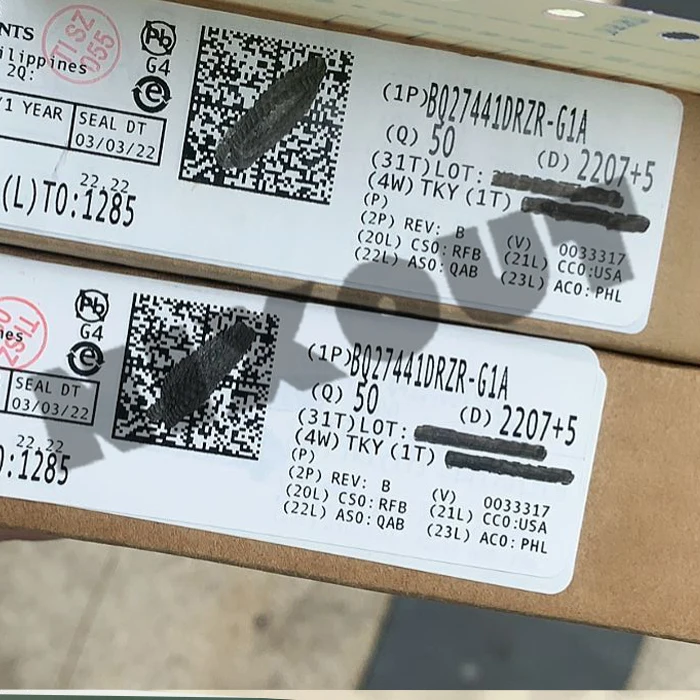 NTS
ilippines
2Q:
TI SZ
055
Pb
G4
e
/1 YEAR
SEAL DT
03/03/22
22.22
(L)TO:1285
(1P)BQ27441DRZR-G1A
(Q) 50
(D) 2207+5
(31T)LOT:
(4W) TKY (1T)
(P)
(2P) REV: B
(V) 0033317
(20L) CSO:RFB
(21L) CCO:USA
(22L) ASO:QAB
(23L) ACO:PHL
nes
Pb
G4
e
SEAL DT
03/03/22
22.22
O:1285
(1P)BQ27441DRZR-G1A
(Q) 50
(D) 2207+5
(31T)LOT:
(4W) TKY (1T)
(P)
(2P) REV: B
(V) 0033317
(20L) CSO:RFB
(21L) CCO:USA
(22L) ASO:QAB
(23L) ACO:PHL